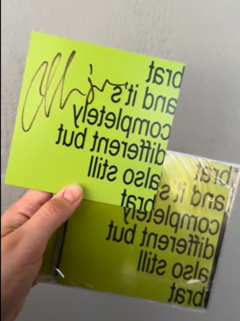 brat
and it's
completely
different but
also still
brat
brat
and it's
completely
different but
also still
brat